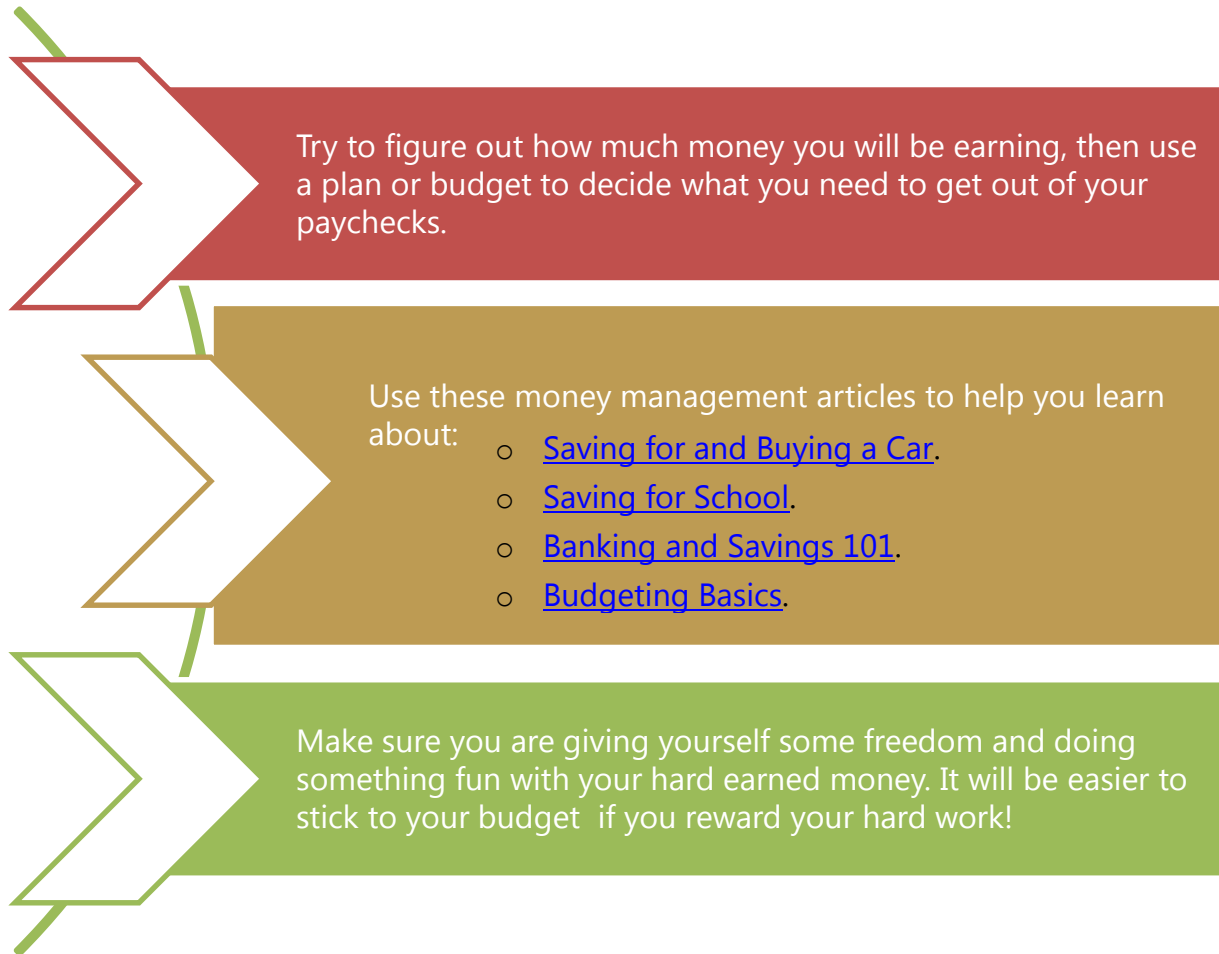 Try to figure out how much money you will be earning, then use
a plan or budget to decide what you need to get out of your
paychecks.
Use these money management articles to help you learn
about:
o Saving for and Buying a Car.
o Saving for School.
o Banking and Savings 101.
o Budgeting Basics.
Make sure you are giving yourself some freedom and doing
something fun with your hard earned money. It will be easier to
stick to your budget  if you reward your hard work!